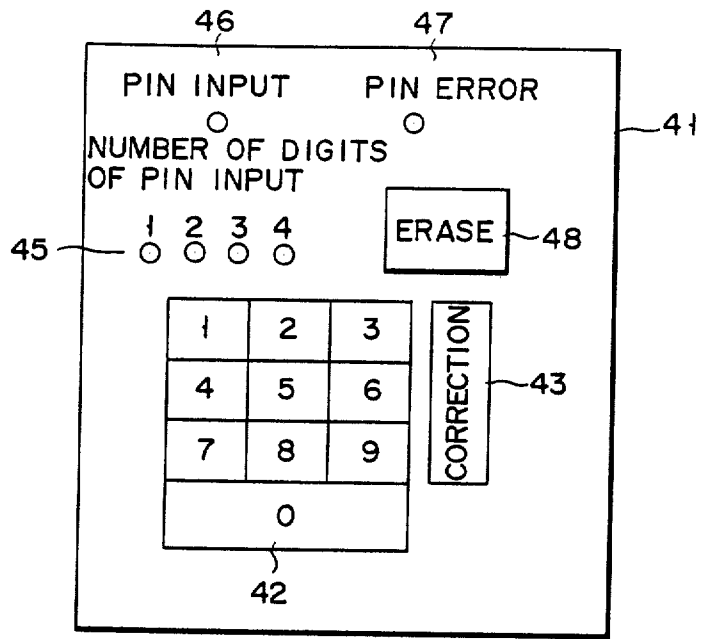 46
47
PIN INPUT
PIN ERROR
41
NUMBER OF DIGITS
OF PIN INPUT
1 2 3 4
45
ERASE
48
1 2 3
4 5 6
7 8 9
0
CORRECTION
43
42